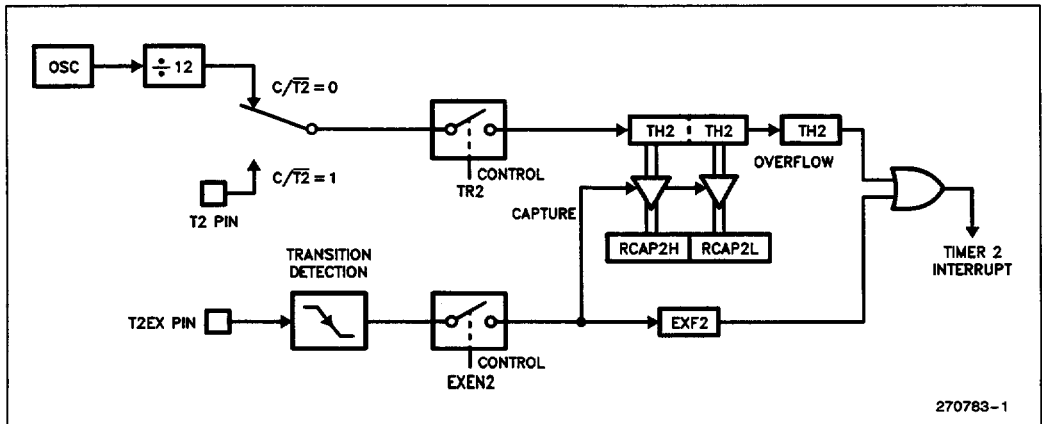 OSC
÷ 12
C/T2̅ = 0
C/T2̅ = 1
T2 PIN
CONTROL
TR2
TH2 TH2
TH2
OVERFLOW
CAPTURE
RCAP2H RCAP2L
TIMER 2
INTERRUPT
TRANSITION
DETECTION
T2EX PIN
CONTROL
EXEN2
EXF2
270783-1